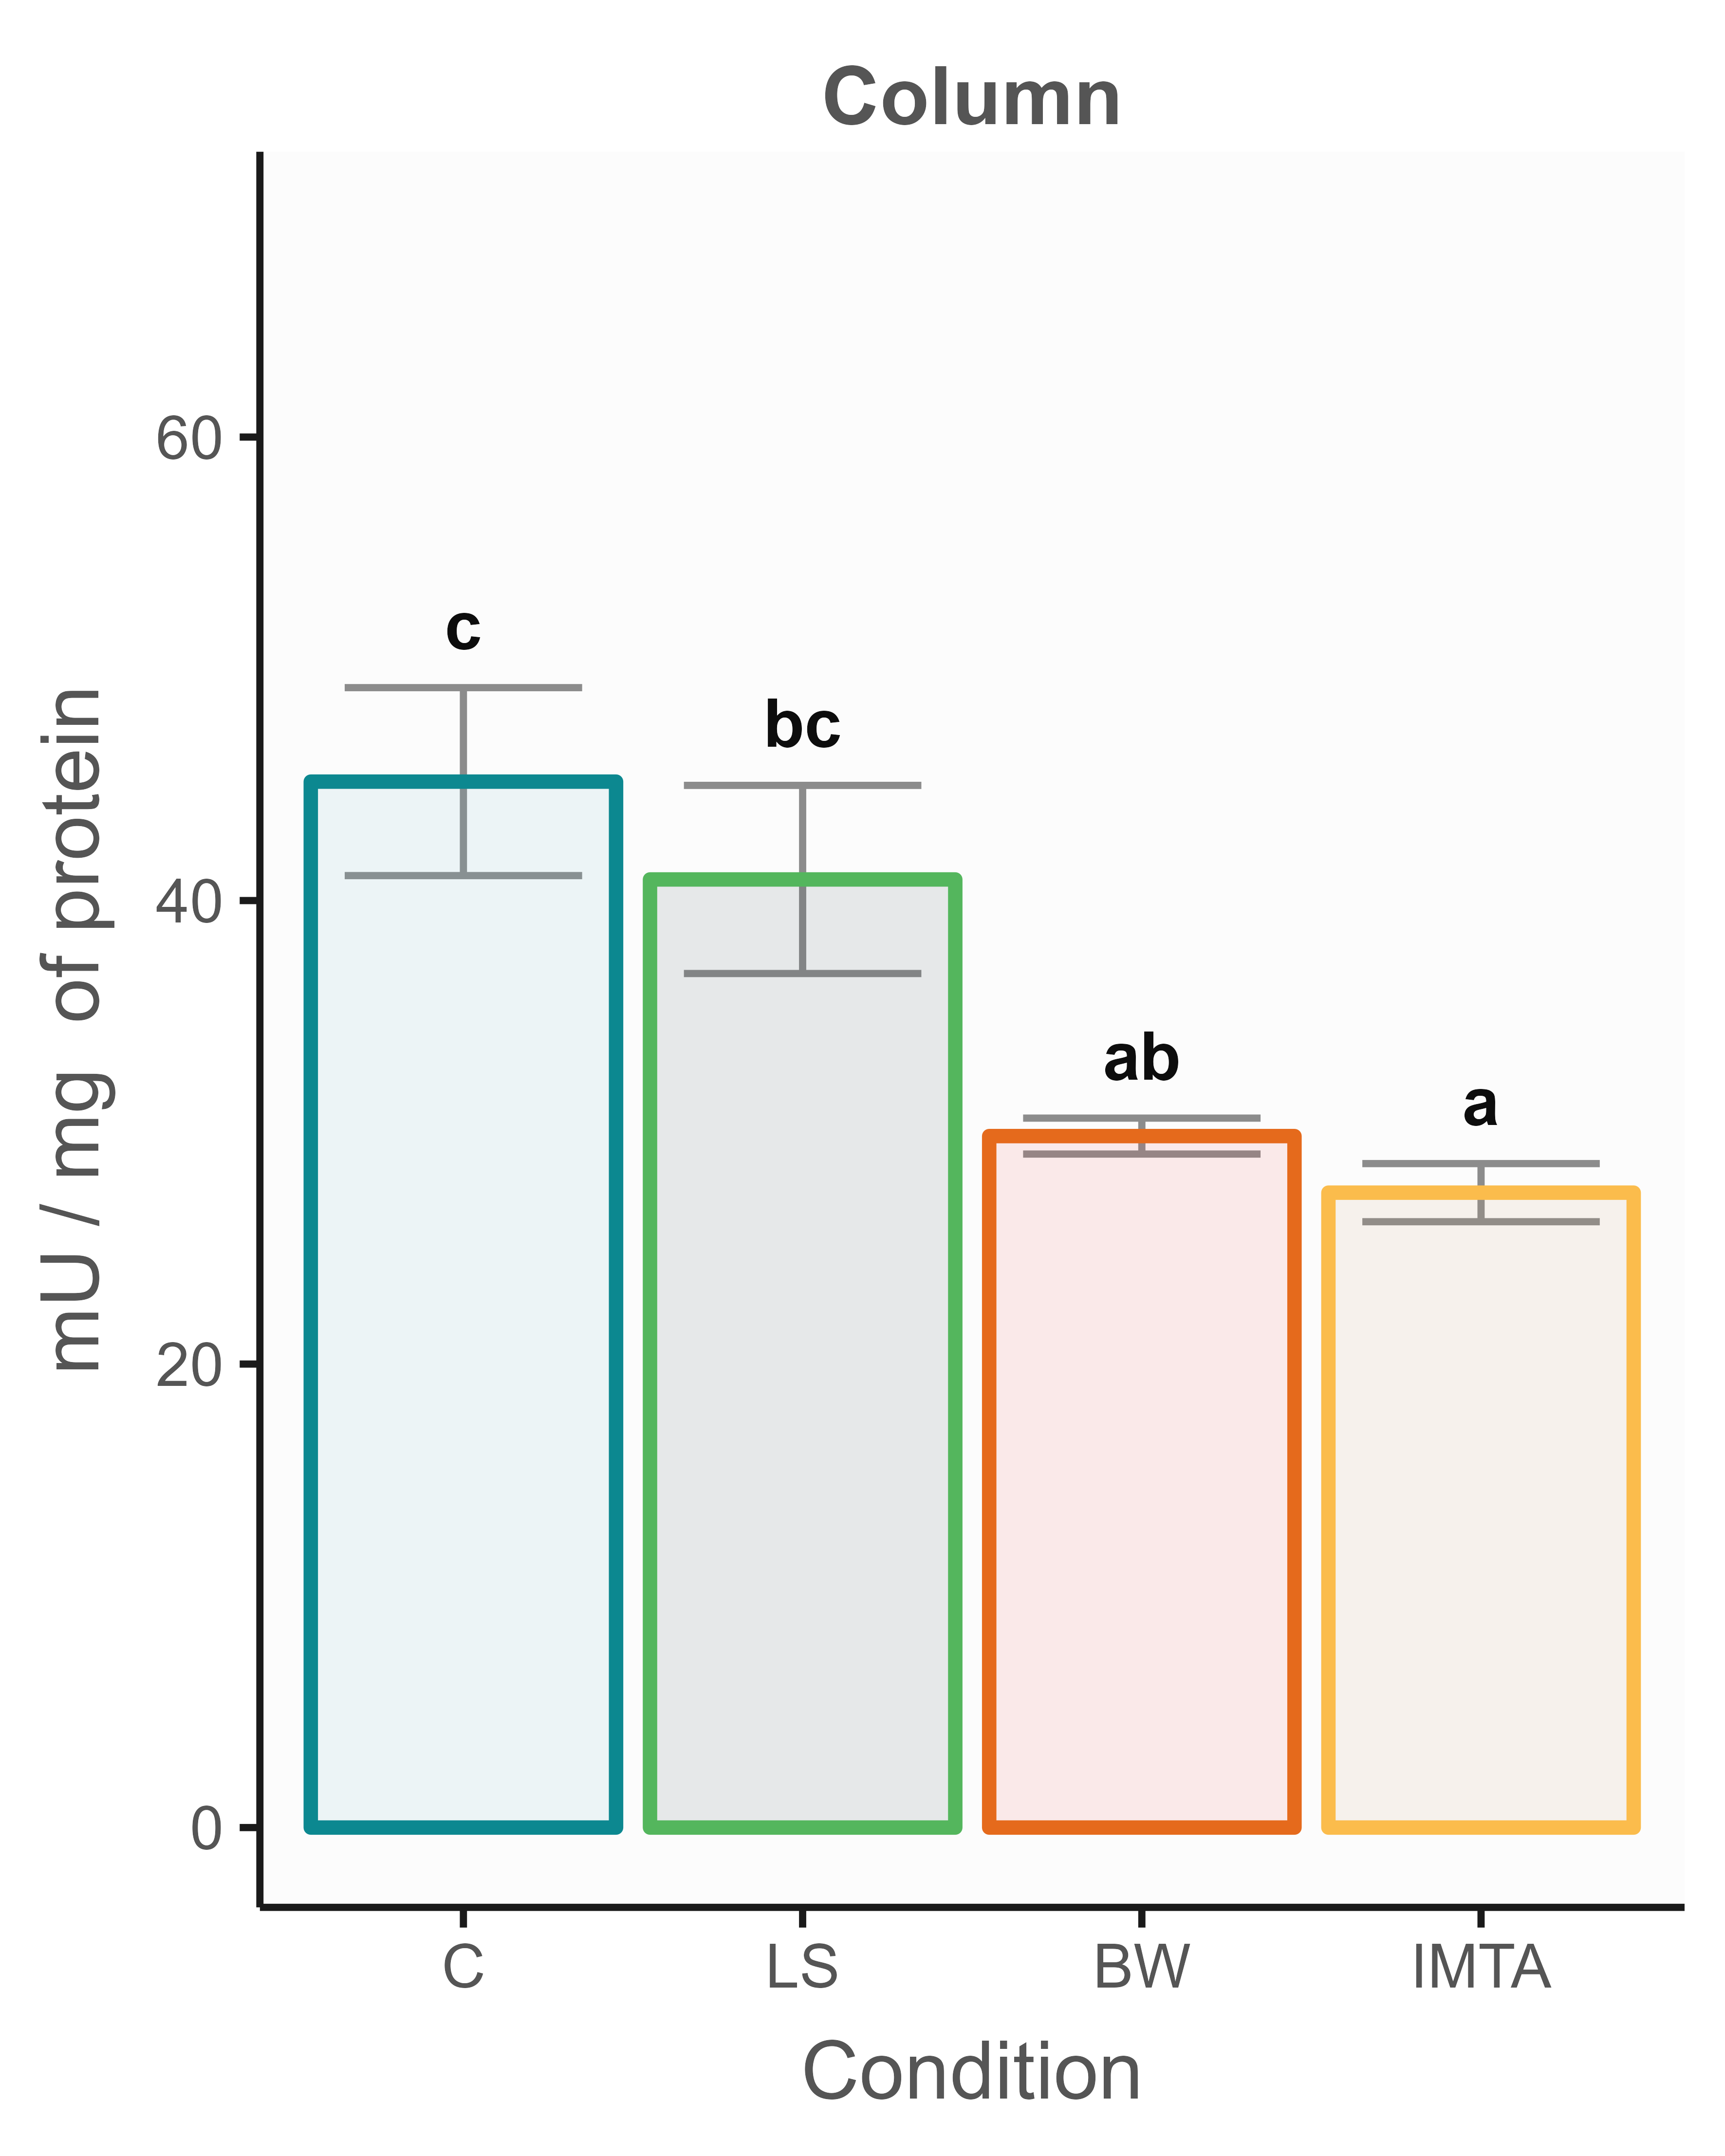 Column
mU / mg of protein
60
40
20
0
c
bc
ab
a
C LS BW IMTA
Condition